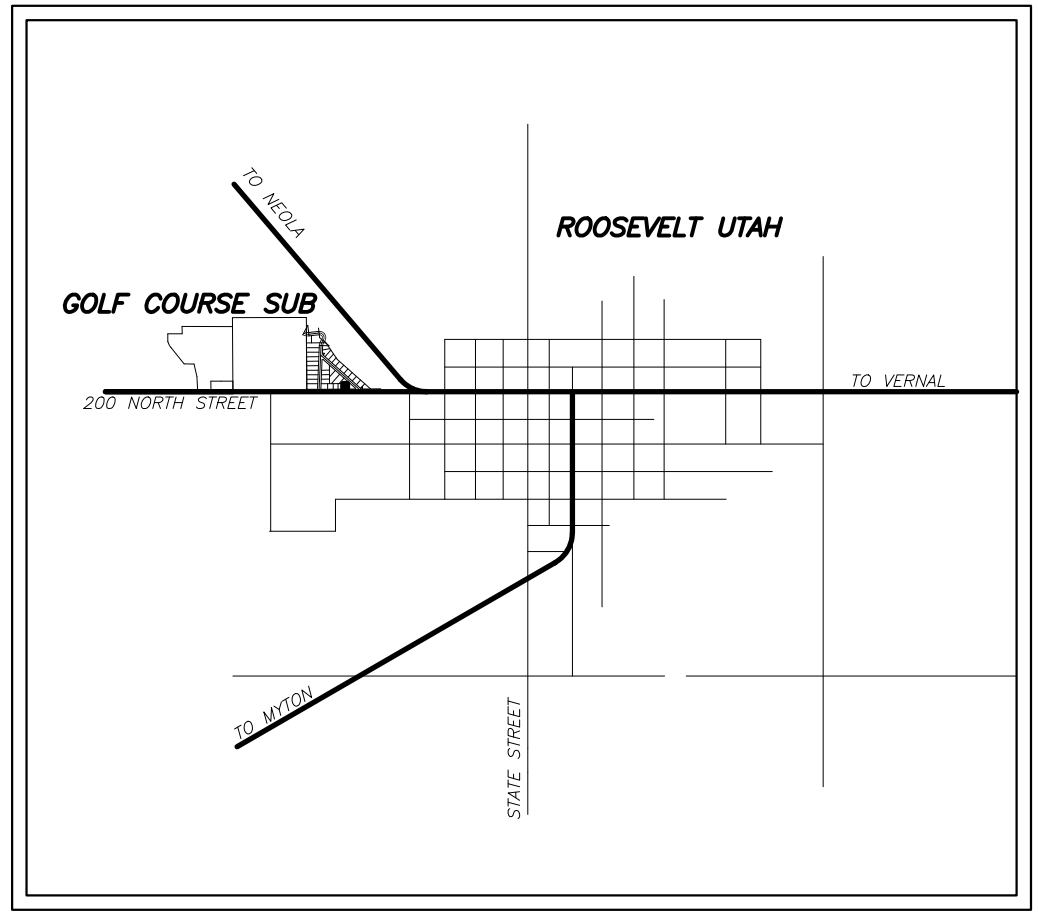 TO NEOLA
ROOSEVELT UTAH
GOLF COURSE SUB
TO VERNAL
200 NORTH STREET
TO MYTON
STATE STREET